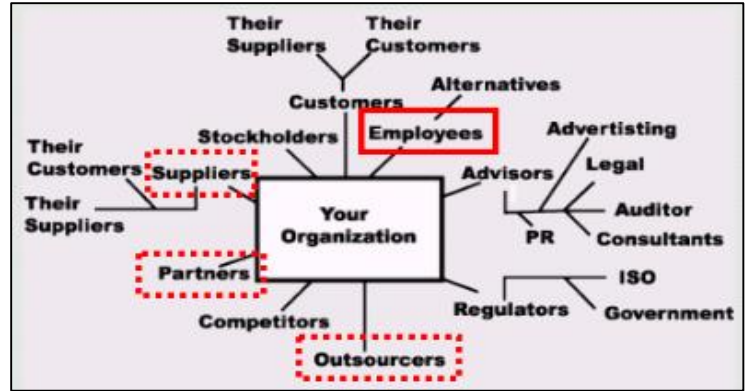 Their
Suppliers
Their
Customers
Alternatives
Customers
Employees
Stockholders
Advertisting
Their
Customers
Suppliers
Advisors
Legal
Their
Suppliers
Your
Organization
Auditor
PR
Consultants
Partners
ISO
Regulators
Government
Competitors
Outsourcers